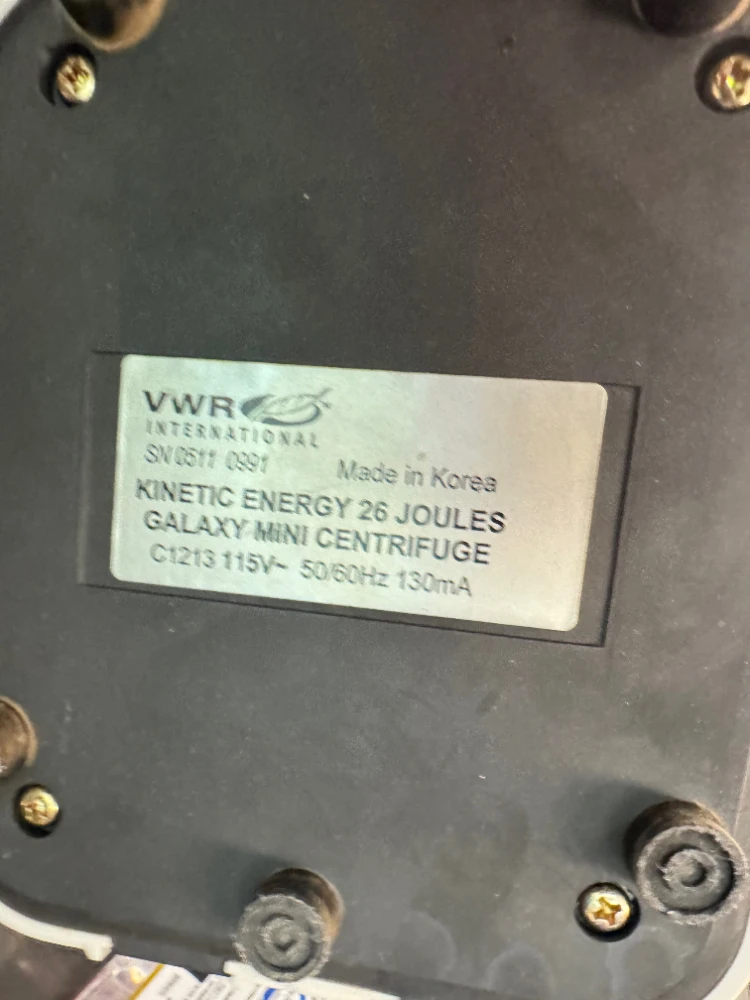 VWR
INTERNATIONAL
SN 0511 0991 Made in Korea
KINETIC ENERGY 26 JOULES
GALAXY MINI CENTRIFUGE
C1213 115V~ 50/60Hz 130mA